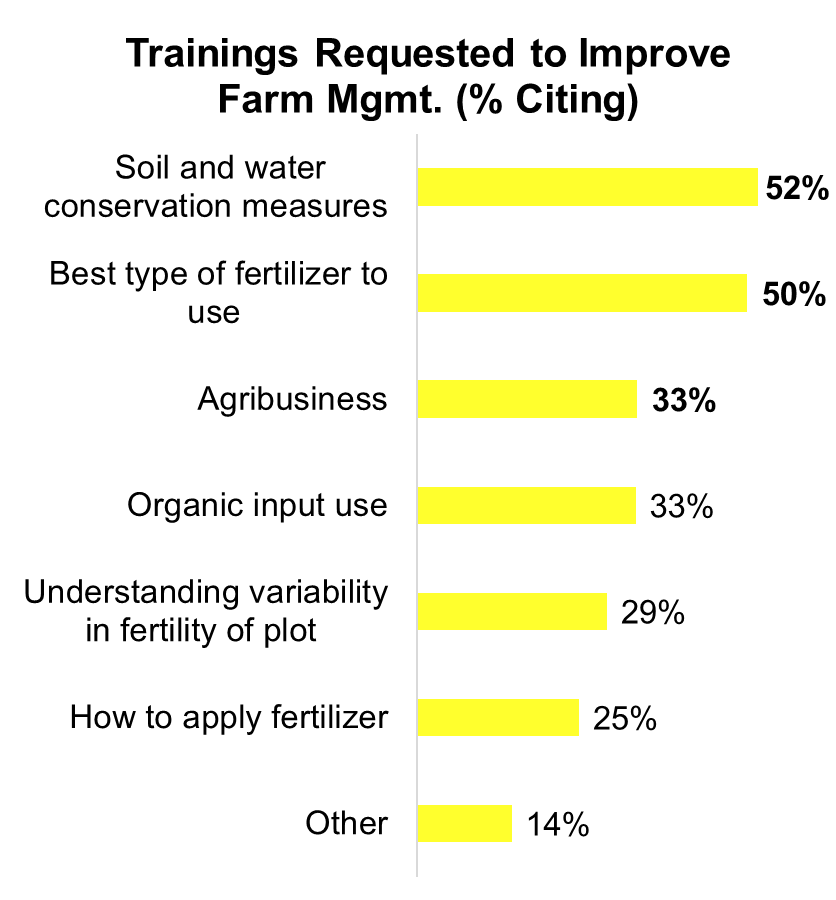 Trainings Requested to Improve
Farm Mgmt. (% Citing)
Soil and water
conservation measures
52%
Best type of fertilizer to
use
50%
Agribusiness
33%
Organic input use
33%
Understanding variability
in fertility of plot
29%
How to apply fertilizer
25%
Other
14%